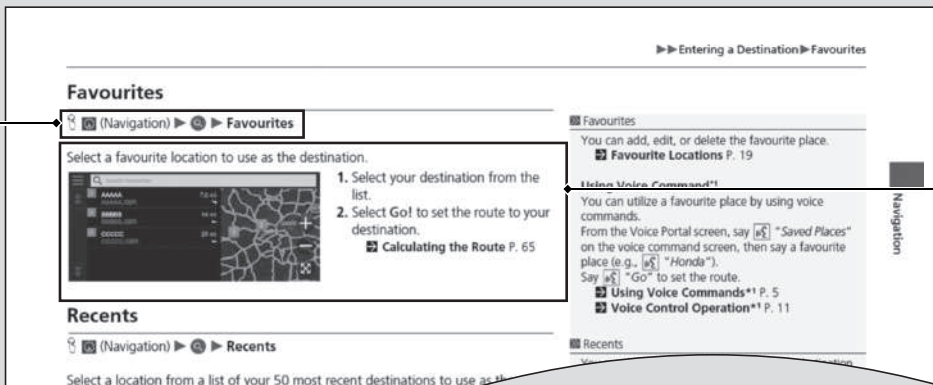 ▶▶Entering a Destination▶Favourites
Favourites
(Navigation) ▶ ▶ Favourites
Select a favourite location to use as the destination.
AAAAA
BBBBB
CCCCC
1. Select your destination from the
list.
2. Select Go! to set the route to your
destination.
Calculating the Route P. 65
Recents
(Navigation) ▶ ▶ Recents
Select a location from a list of your 50 most recent destinations to use as
Favourites
You can add, edit, or delete the favourite place.
Favourite Locations P. 19
Using Voice Command*1
You can utilize a favourite place by using voice
commands.
From the Voice Portal screen, say "Saved Places"
on the voice command screen, then say a favourite
place (e.g., "Honda").
Say "Go" to set the route.
Using Voice Commands*1 P. 5
Voice Control Operation*1 P. 11
Recents
Navigation